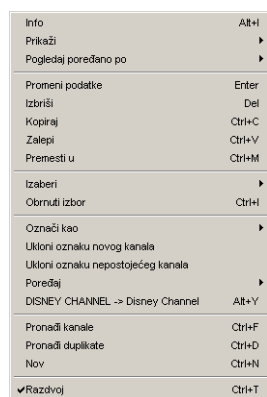 Info Alt+I
Prikaži
Pogledaj poređano po
Promeni podatke Enter
Izbriši Del
Kopiraj Ctrl+C
Zalepi Ctrl+V
Premesti u Ctrl+M
Izaberi
Obrnuti izbor Ctrl+I
Označi kao
Ukloni oznaku novog kanala
Ukloni oznaku nepostojećeg kanala
Poređaj
DISNEY CHANNEL -> Disney Channel Alt+Y
Pronađi kanale Ctrl+F
Pronađi duplikate Ctrl+D
Nov Ctrl+N
Razdvoj Ctrl+T